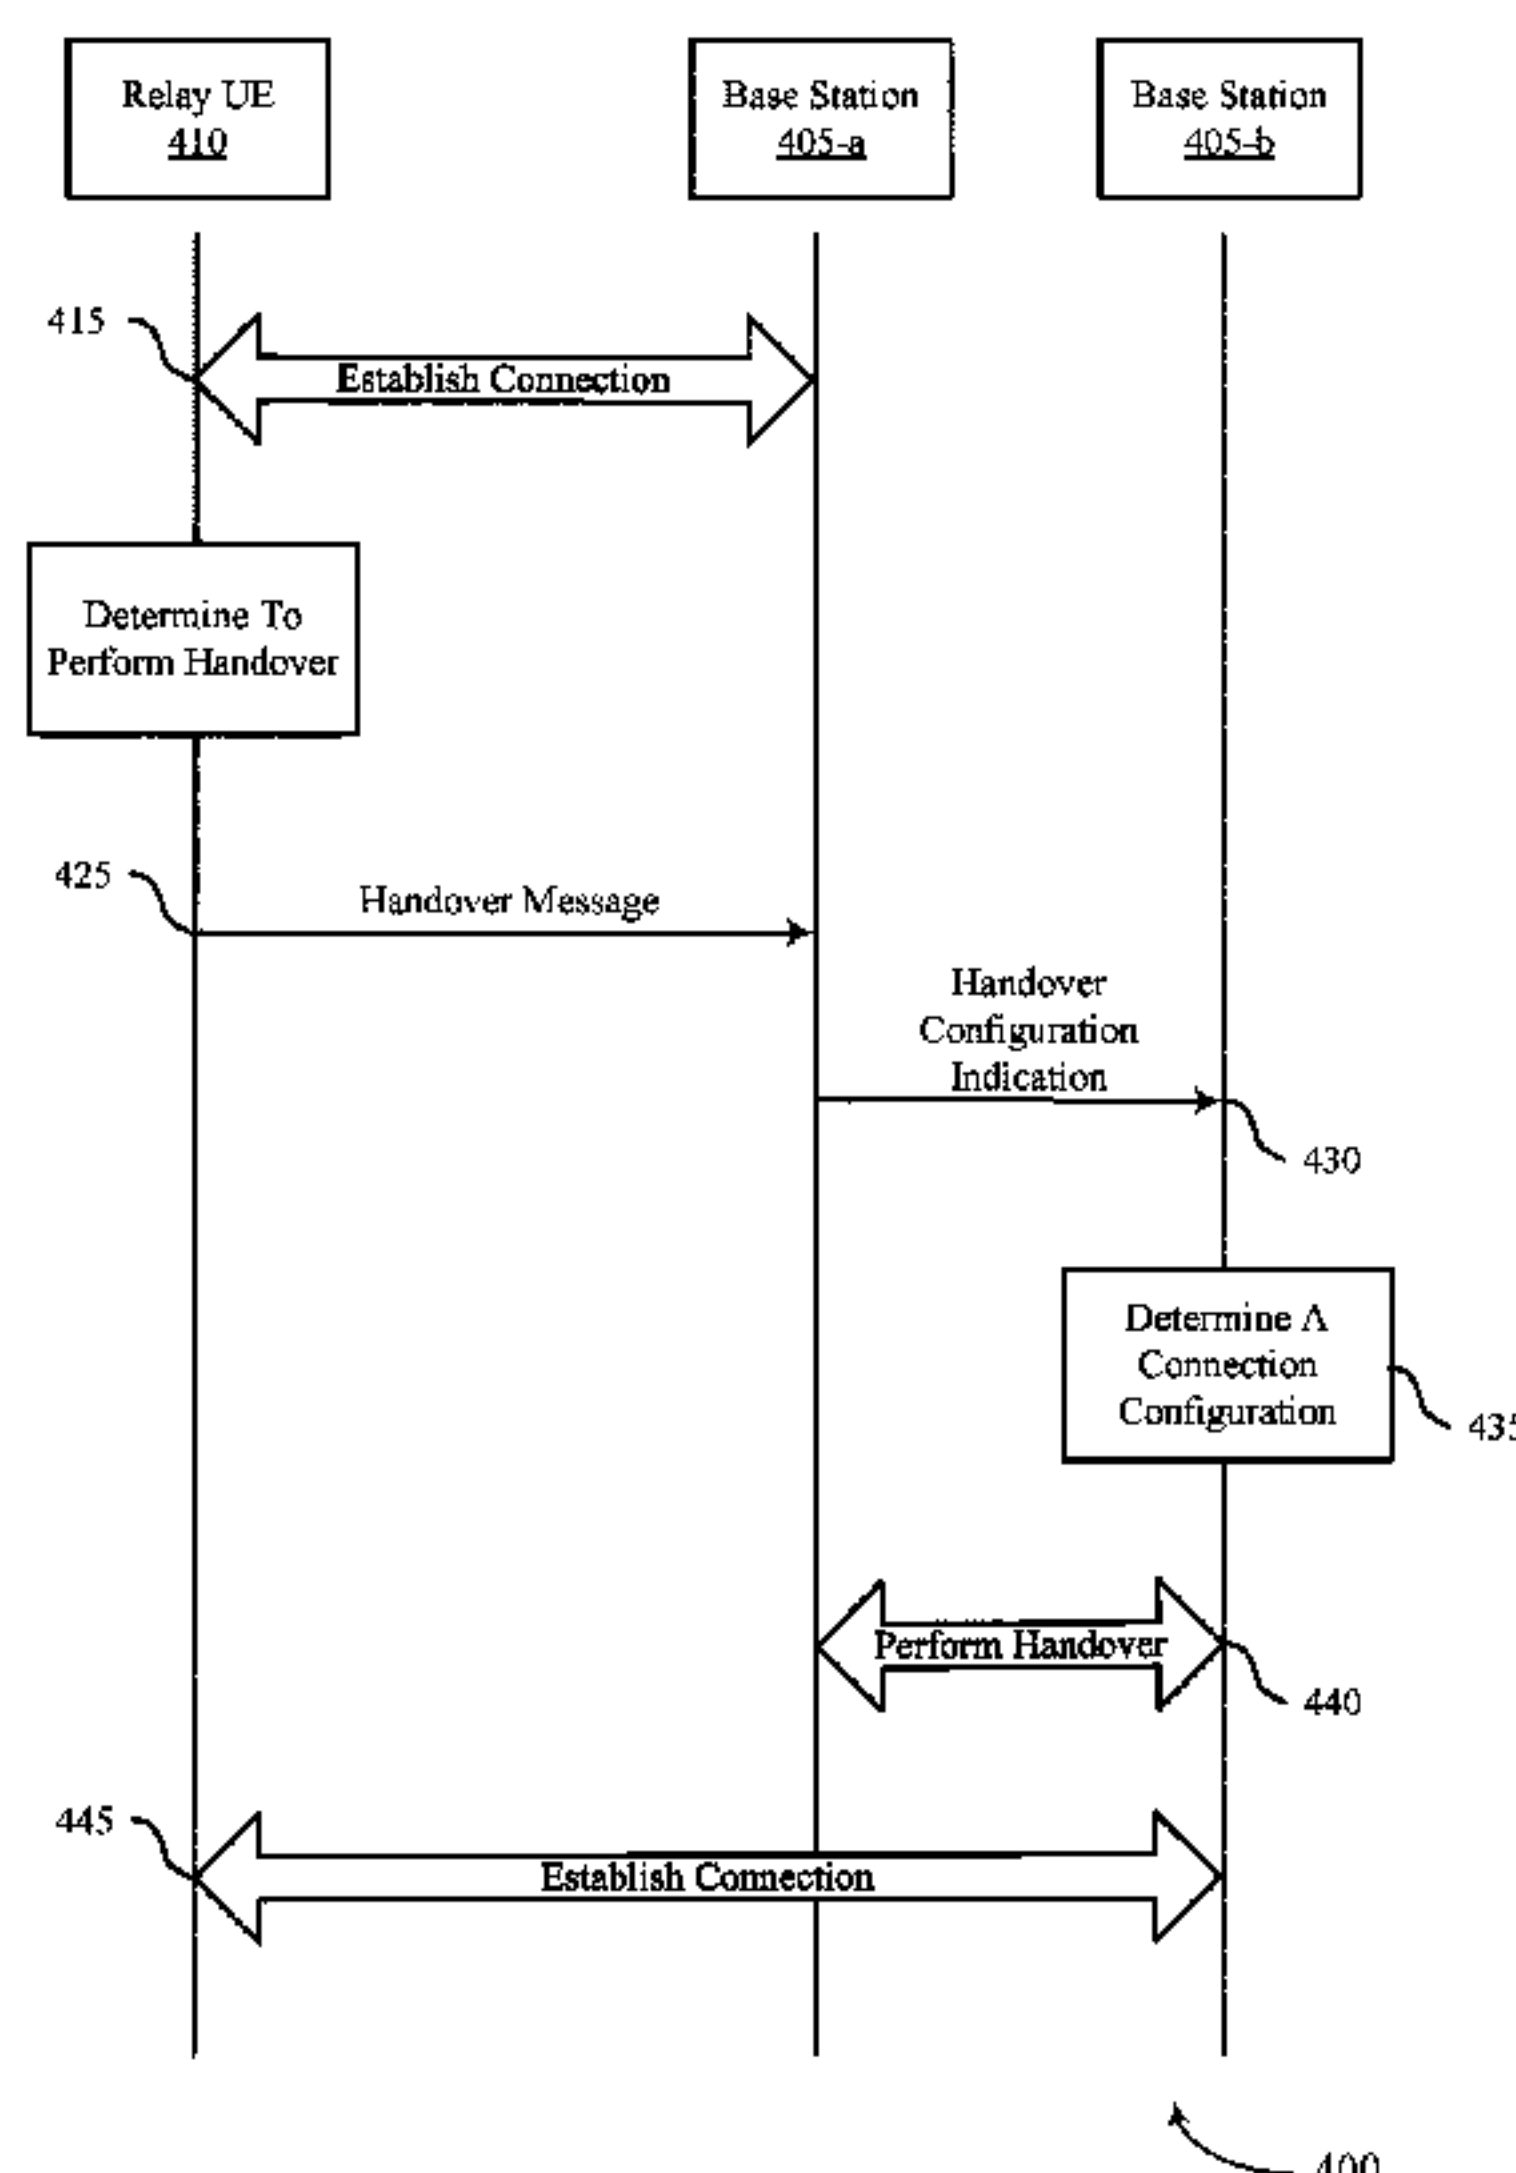 Relay UE
410
Base Station
405-a
Base Station
405-b
415
Establish Connection
Determine To
Perform Handover
425
Handover Message
Handover
Configuration
Indication
430
Determine A
Connection
Configuration
435
Perform Handover
440
445
Establish Connection
400